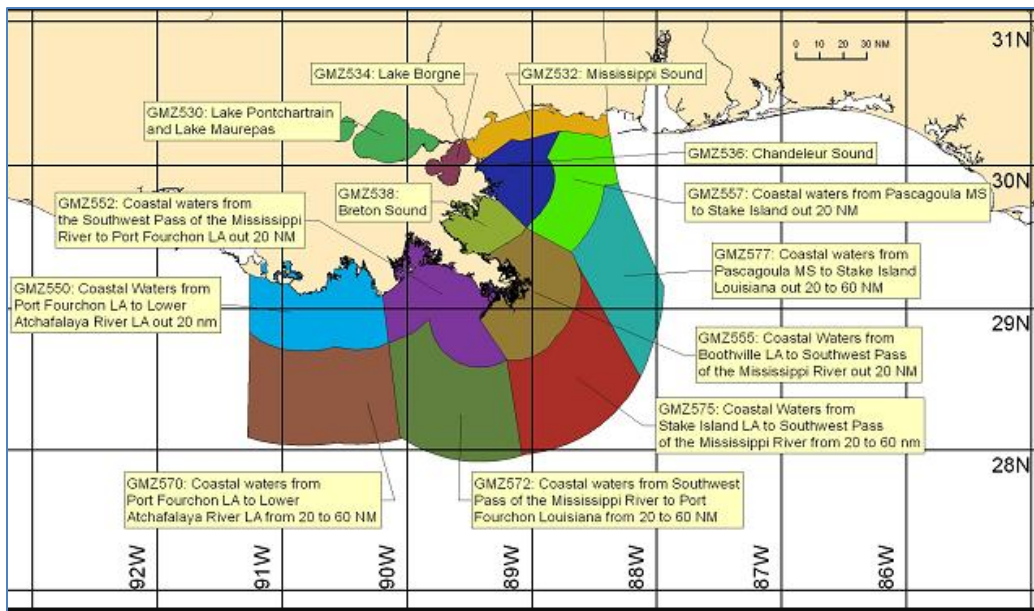 31N
0 10 20 30 NM
GMZ534: Lake Borgne
GMZ532: Mississippi Sound
GMZ530: Lake Pontchartrain
and Lake Maurepas
GMZ536: Chandeleur Sound
30N
GMZ552: Coastal waters from
the Southwest Pass of the Mississippi
River to Port Fourchon LA out 20 NM
GMZ538:
Breton Sound
GMZ557: Coastal waters from Pascagoula MS
to Stake Island out 20 NM
GMZ577: Coastal waters from
Pascagoula MS to Stake Island
Louisiana out 20 to 60 NM
GMZ550: Coastal Waters from
Port Fourchon LA to Lower
Atchafalaya River LA out 20 nm
29N
GMZ555: Coastal Waters from
Boothville LA to Southwest Pass
of the Mississippi River out 20 NM
GMZ575: Coastal Waters from
Stake Island LA to Southwest Pass
of the Mississippi River from 20 to 60 nm
28N
GMZ570: Coastal waters from
Port Fourchon LA to Lower
Atchafalaya River LA from 20 to 60 NM
GMZ572: Coastal waters from Southwest
Pass of the Mississippi River to Port
Fourchon Louisiana from 20 to 60 NM
92W
91W
90W
89W
88W
87W
86W